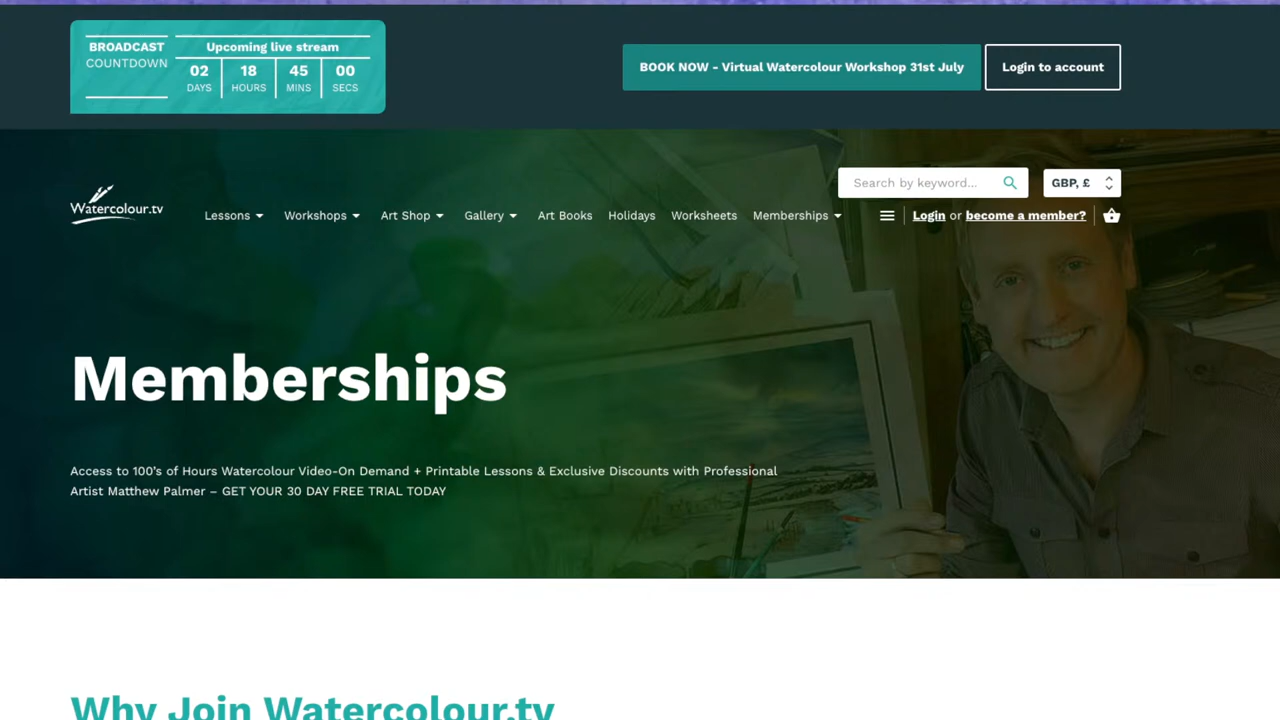 BROADCAST
COUNTDOWN
Upcoming live stream
02 18 45 00
DAYS HOURS MINS SECS
BOOK NOW - Virtual Watercolour Workshop 31st July
Login to account
Search by keyword...
GBP, £
Watercolour.tv
Lessons Workshops Art Shop Gallery Art Books Holidays Worksheets Memberships
Login or become a member?
Memberships
Access to 100's of Hours Watercolour Video-On Demand + Printable Lessons & Exclusive Discounts with Professional
Artist Matthew Palmer – GET YOUR 30 DAY FREE TRIAL TODAY
Why Join Watercolour.tv